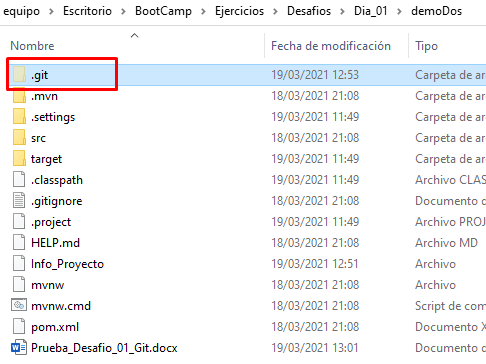 equipo > Escritorio > BootCamp > Ejercicios > Desafios > Dia_01 > demoDos
Nombre Fecha de modificación Tipo
.git 19/03/2021 12:53 Carpeta de ar
.mvn 18/03/2021 21:08 Carpeta de ar
.settings 19/03/2021 11:49 Carpeta de ar
src 18/03/2021 21:08 Carpeta de ar
target 19/03/2021 11:49 Carpeta de ar
.classpath 19/03/2021 11:49 Archivo CLAS
.gitignore 18/03/2021 21:08 Documento d
.project 19/03/2021 11:49 Archivo PROJ
HELP.md 18/03/2021 21:08 Archivo MD
Info_Proyecto 19/03/2021 12:51 Archivo
mvnw 18/03/2021 21:08 Archivo
mvnw.cmd 18/03/2021 21:08 Script de com
pom.xml 18/03/2021 21:08 Documento X
Prueba_Desafio_01_Git.docx 19/03/2021 13:01 Documento d